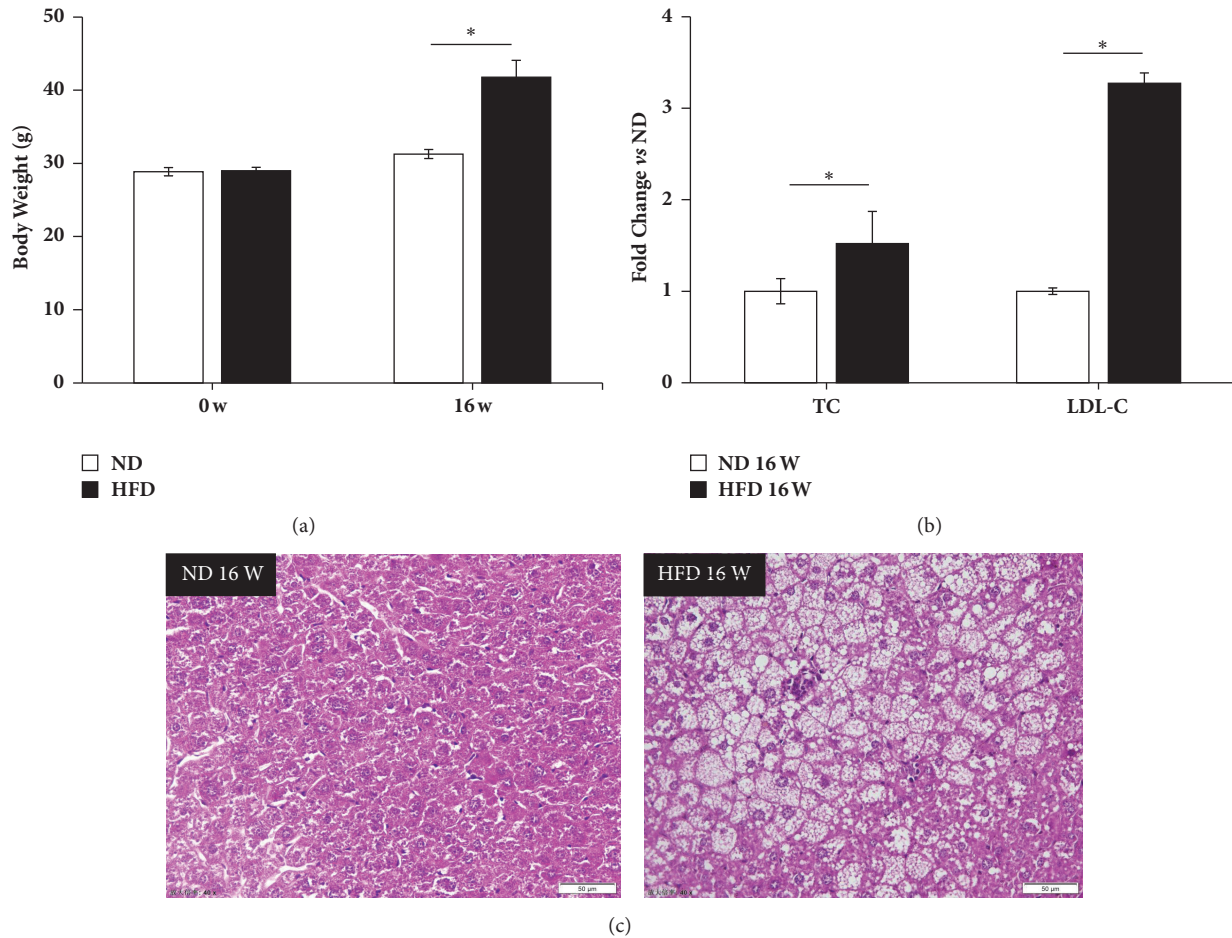 50
40
30
20
10
0
Body Weight (g)
*
0 w
16 w
ND
HFD
(a)
4
3
2
1
0
Fold Change vs ND
*
*
TC
LDL-C
ND 16 W
HFD 16 W
(b)
ND 16 W
50 μm
HFD 16 W
50 μm
(c)